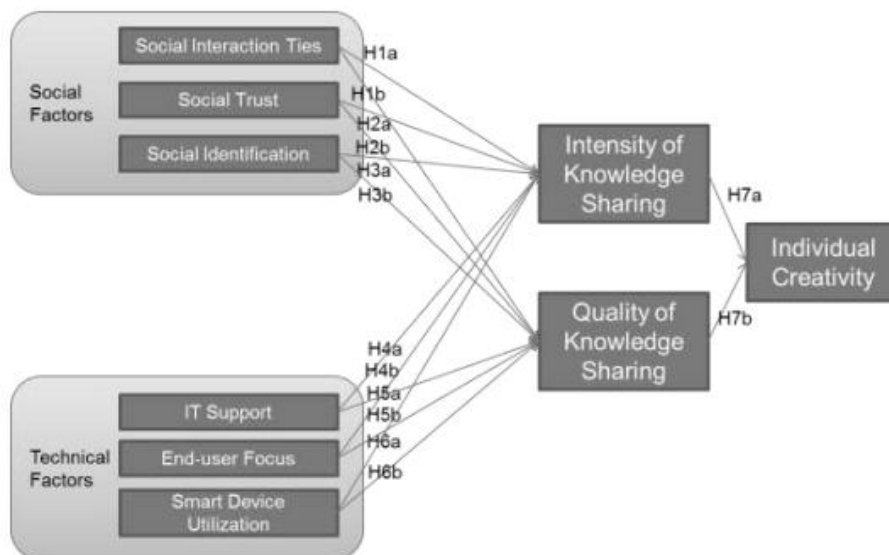 Social Interaction Ties
Social
Factors
Social Trust
Social Identification
H1a
H1b
H2a
H2b
H3a
H3b
Intensity of
Knowledge
Sharing
H7a
Individual
Creativity
Quality of
Knowledge
Sharing
H7b
H4a
H4b
H5a
H5b
H6a
H6b
Technical
Factors
IT Support
End-user Focus
Smart Device
Utilization